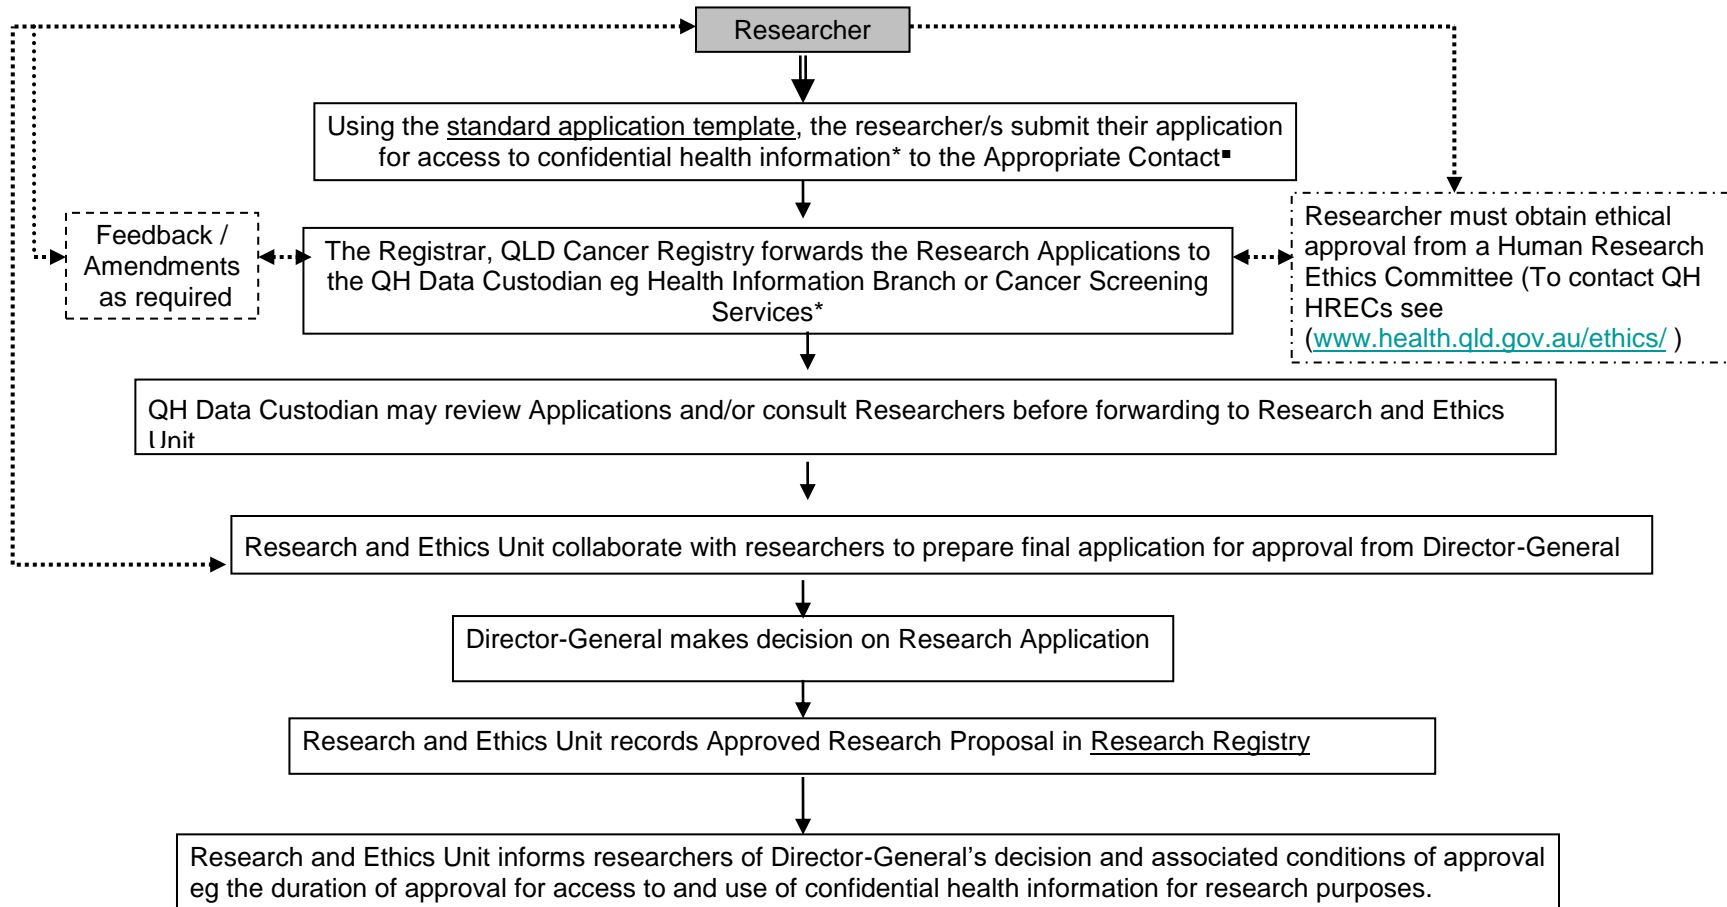 Researcher
Using the standard application template, the researcher/s submit their application
for access to confidential health information* to the Appropriate Contact▪
Feedback /
Amendments
as required
The Registrar, QLD Cancer Registry forwards the Research Applications to
the QH Data Custodian eg Health Information Branch or Cancer Screening
Services*
Researcher must obtain ethical
approval from a Human Research
Ethics Committee (To contact QH
HRECs see
(www.health.qld.gov.au/ethics/ )
QH Data Custodian may review Applications and/or consult Researchers before forwarding to Research and Ethics
Unit
Research and Ethics Unit collaborate with researchers to prepare final application for approval from Director-General
Director-General makes decision on Research Application
Research and Ethics Unit records Approved Research Proposal in Research Registry
Research and Ethics Unit informs researchers of Director-General’s decision and associated conditions of approval
eg the duration of approval for access to and use of confidential health information for research purposes.